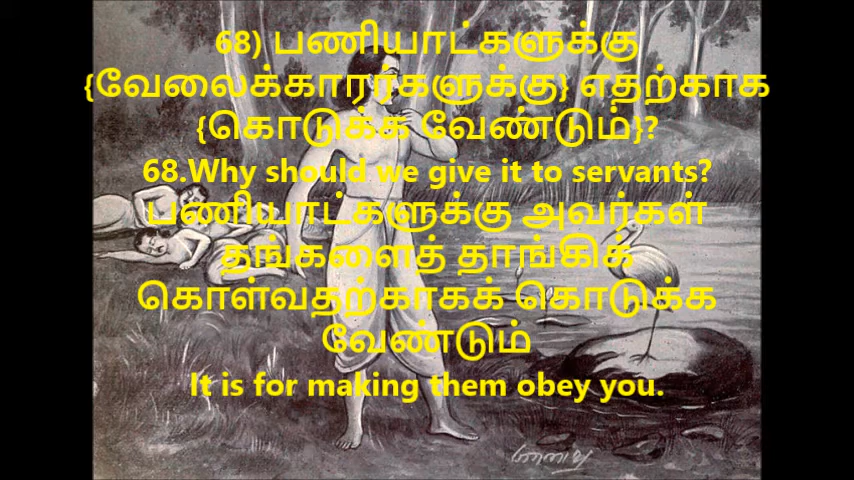 68) பணியாட்களுக்கு
{வேலைக்காரர்களுக்கு} எதற்காக
{கொடுக்க வேண்டும்}?
68.Why should we give it to servants?
பணியாட்களுக்கு அவர்கள்
தங்களைத் தாங்கிக்
கொள்வதற்காகக் கொடுக்க
வேண்டும்
It is for making them obey you.